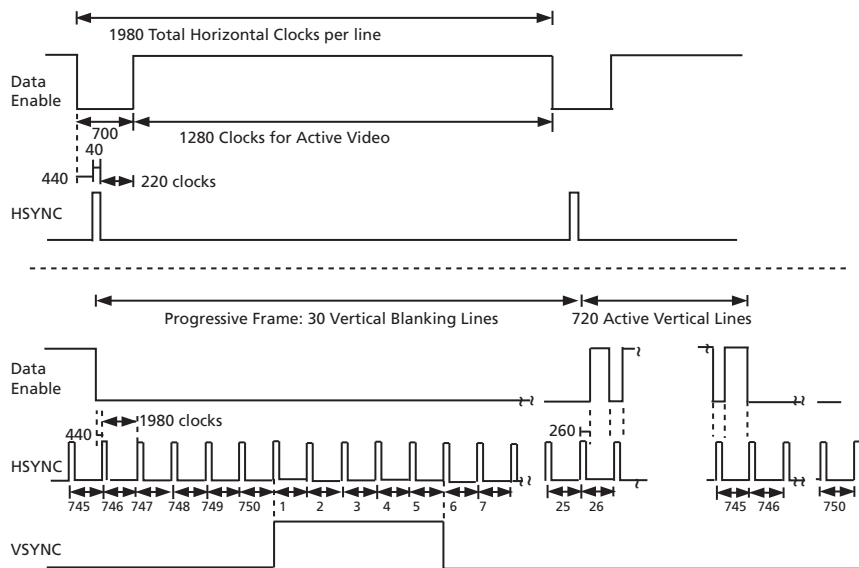 1980 Total Horizontal Clocks per line
Data
Enable
700
1280 Clocks for Active Video
40
440
220 clocks
HSYNC
Progressive Frame: 30 Vertical Blanking Lines
720 Active Vertical Lines
Data
Enable
1980 clocks
440
260
HSYNC
745 746 747 748 749 750 1 2 3 4 5 6 7 25 26 745 746 750
VSYNC